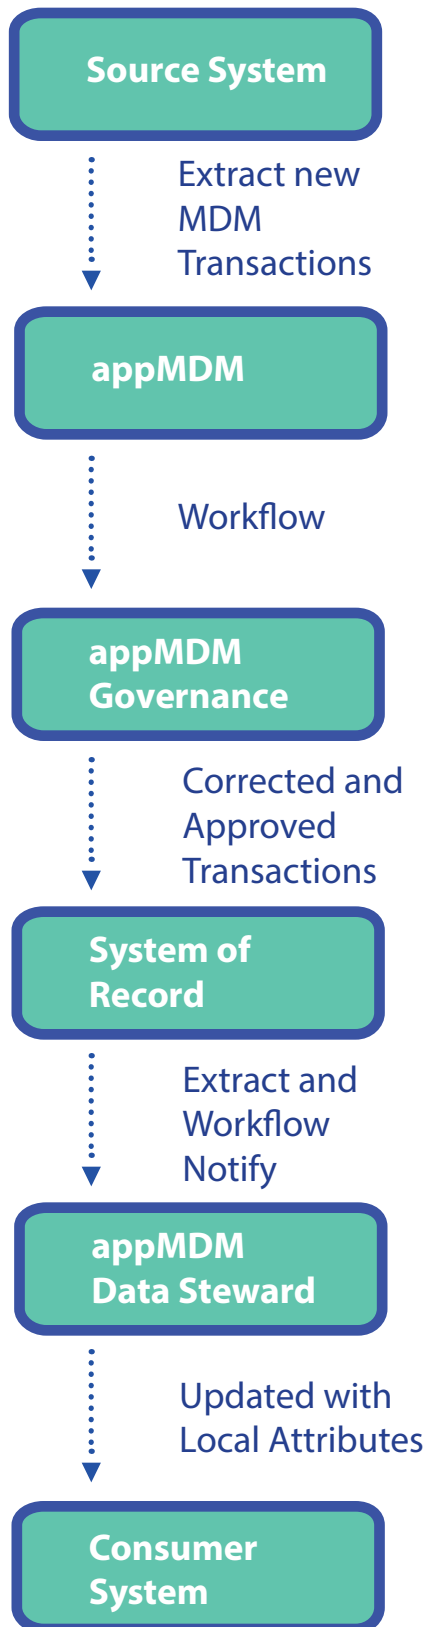 Source System
Extract new
MDM
Transactions
appMDM
Workflow
appMDM
Governance
Corrected and
Approved
Transactions
System of
Record
Extract and
Workflow
Notify
appMDM
Data Steward
Updated with
Local Attributes
Consumer
System